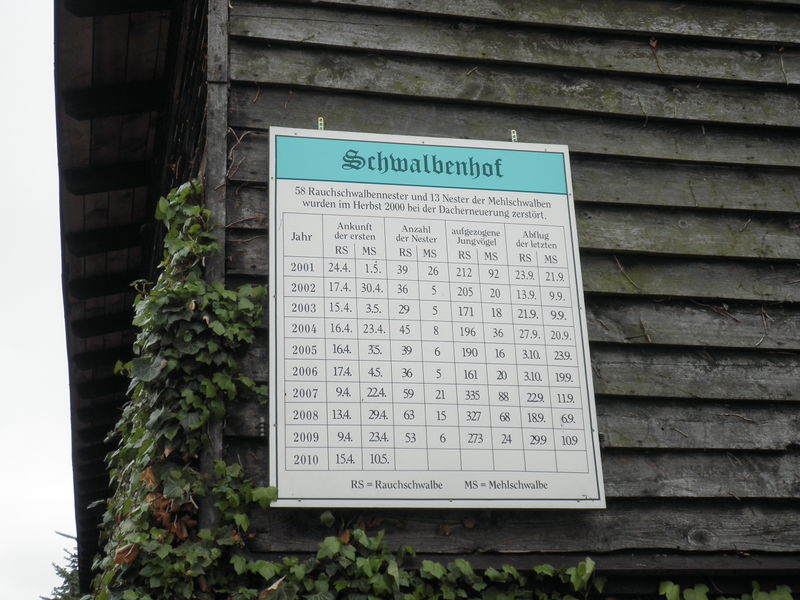 Schwalbenhof
58 Rauchschwalbennester und 13 Nester der Mehlschwalben
wurden im Herbst 2000 bei der Dacherneuerung zerstört.
Jahr Ankunft der ersten Anzahl der Nester aufgezogene Jungvögel Abflug der letzten
RS MS RS MS RS MS RS MS
2001 24.4. 1.5. 39 26 212 92 23.9. 21.9.
2002 17.4. 30.4. 36 5 205 20 13.9. 9.9.
2003 15.4. 3.5. 29 5 171 18 21.9. 9.9.
2004 16.4. 23.4. 45 8 196 36 27.9. 20.9.
2005 16.4. 3.5. 39 6 190 16 3.10. 23.9.
2006 17.4. 4.5. 36 5 161 20 3.10. 19.9.
2007 9.4. 22.4. 59 21 335 88 22.9. 11.9.
2008 13.4. 29.4. 63 15 327 68 18.9. 6.9.
2009 9.4. 23.4. 53 6 273 24 29.9 10.9
2010 15.4. 10.5.
RS = Rauchschwalbe MS = Mehlschwalbe